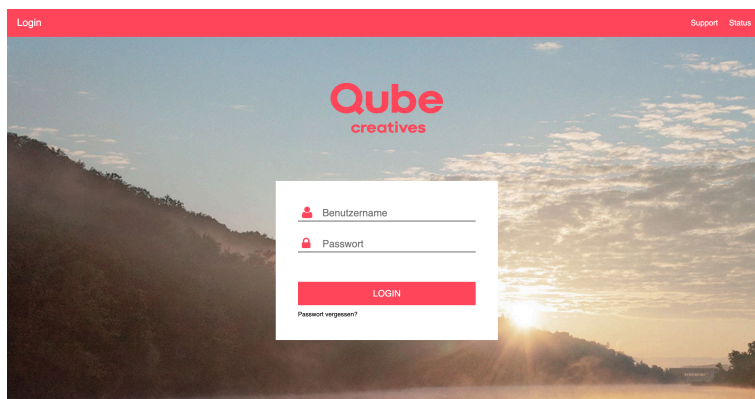 Login
Support Status
Qube
creatives
Benutzername
Passwort
LOGIN
Passwort vergessen?